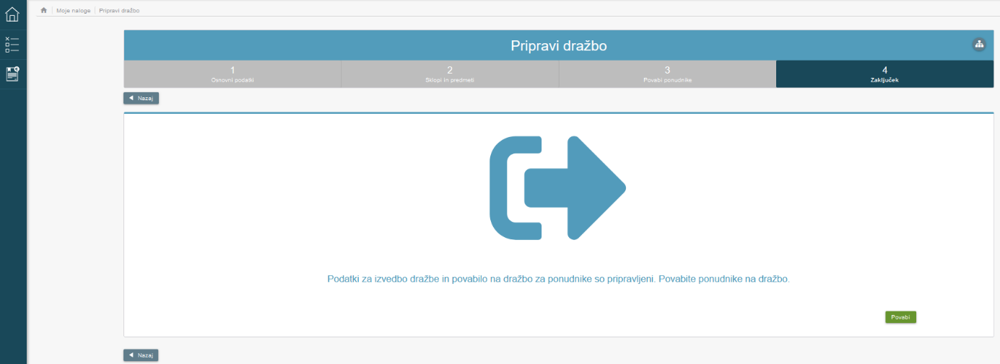 Moje naloge Pripravi dražbo
Pripravi dražbo
1
Osnovni podatki
2
Sklopi in predmeti
3
Povabi ponudnike
4
Zaključek
Nazaj
Podatki za izvedbo dražbe in povabilo na dražbo za ponudnike so pripravljeni. Povabite ponudnike na dražbo.
Povabi
Nazaj